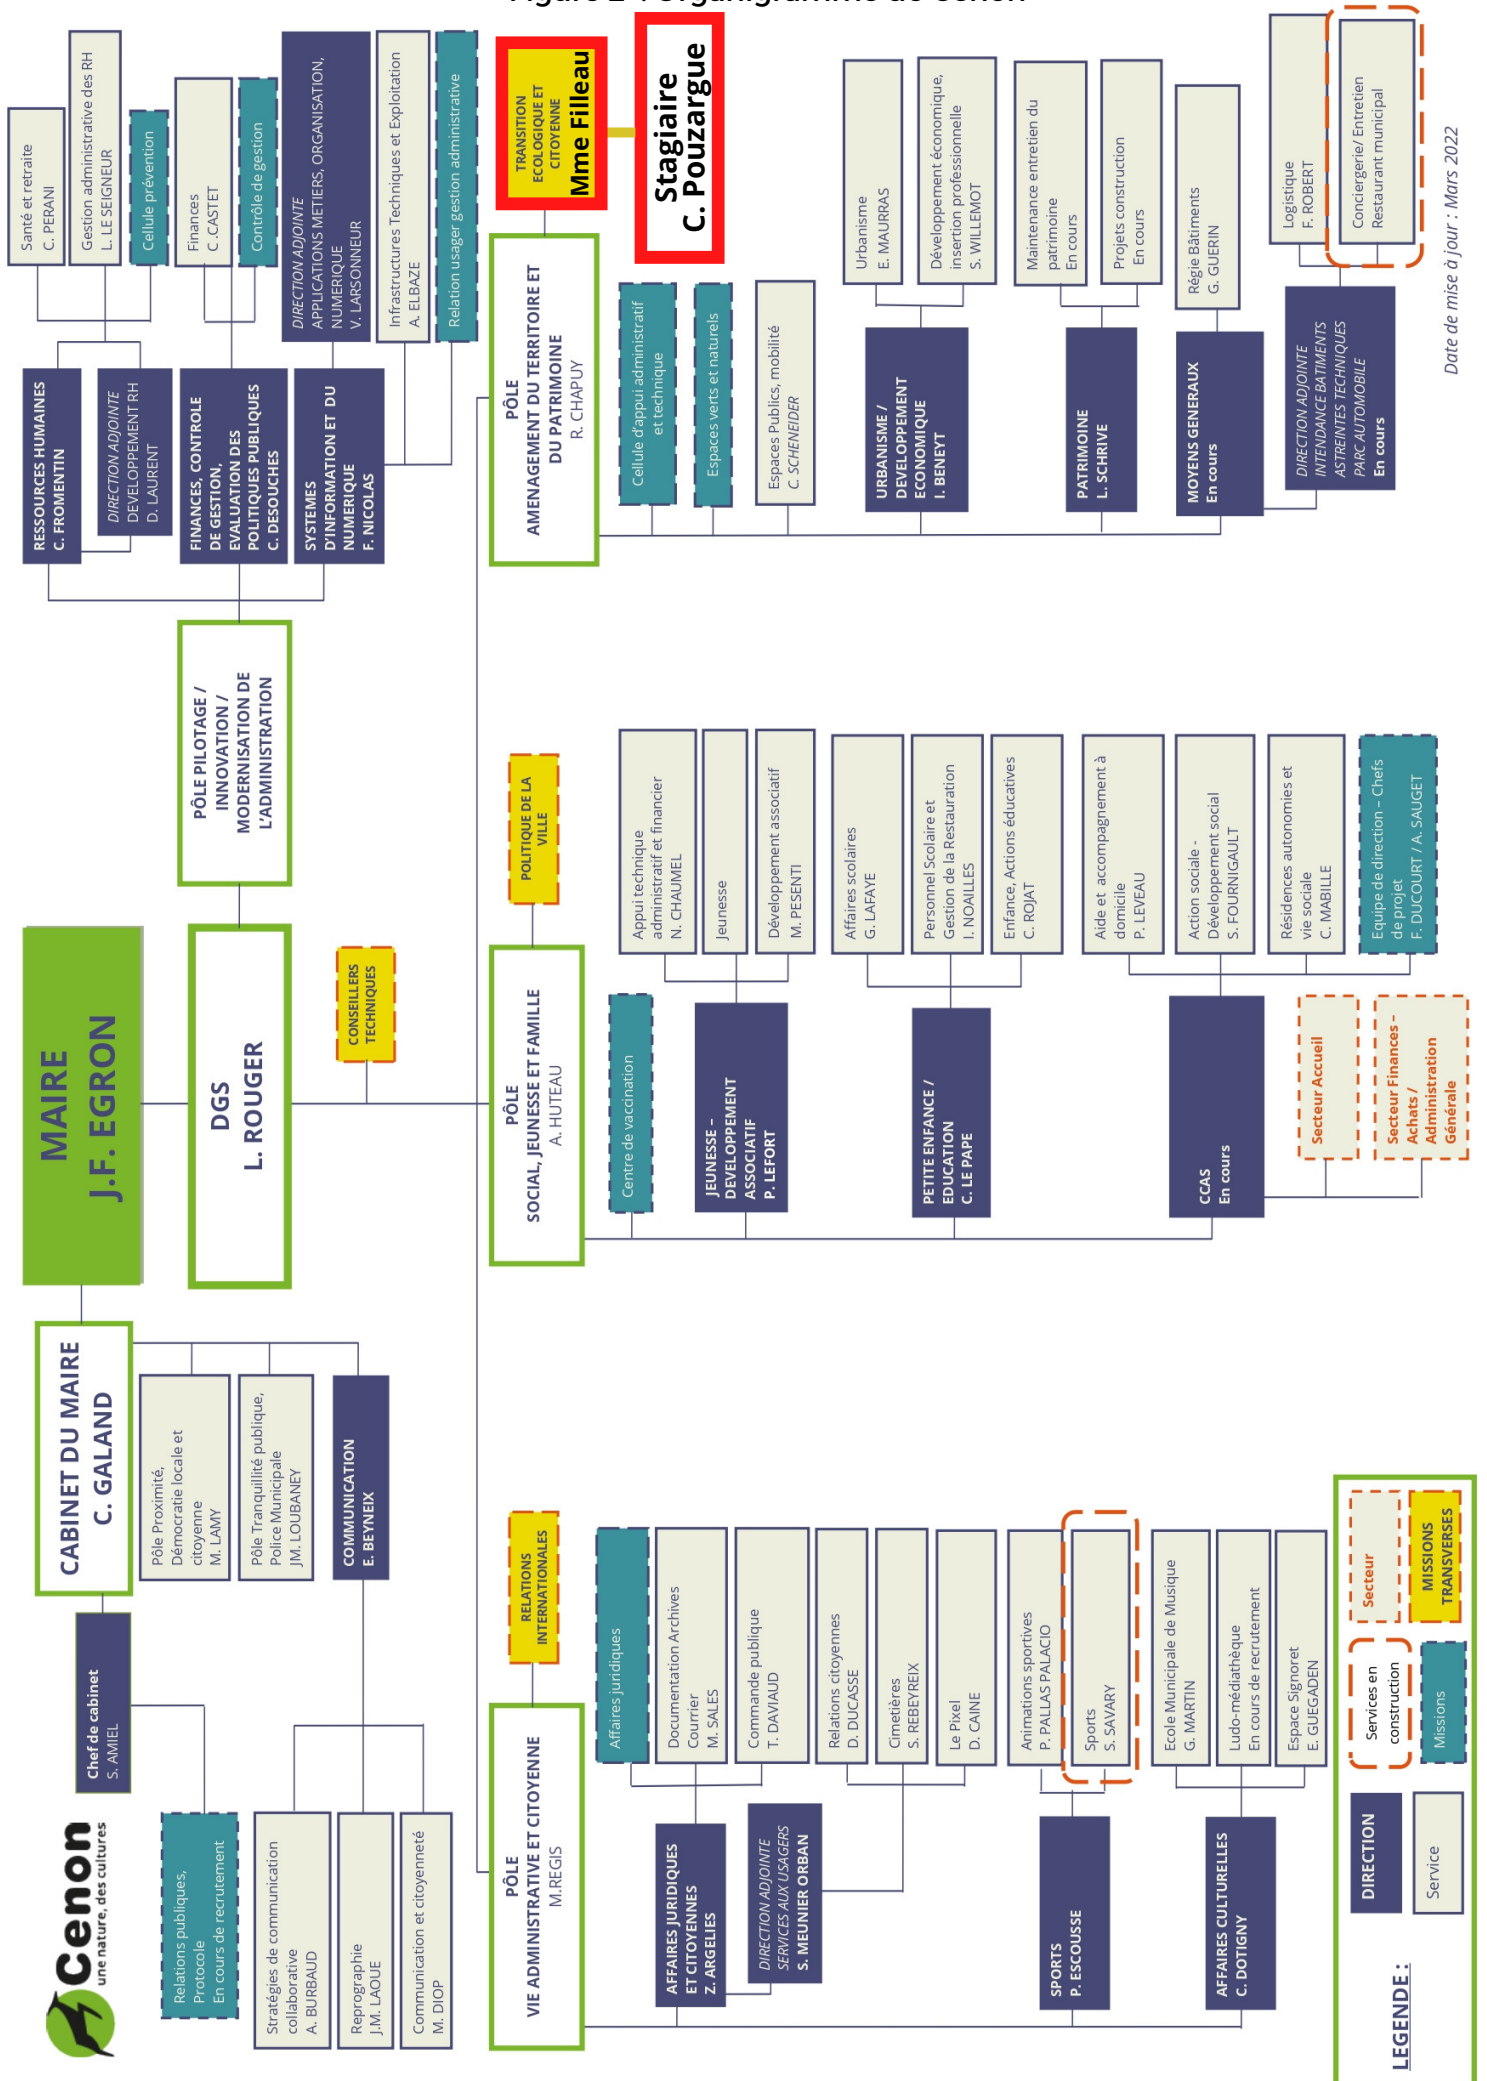 Figure 2 : Organigramme de Cenon
Cenon
une nature, des cultures
MAIRE
J.F. EGRON
CABINET DU MAIRE
C. GALAND
Chef de cabinet
S. AMIEL
Relations publiques,
Protocole
En cours de recrutement
Pôle Proximité,
Démocratie locale et
citoyenne
M. LAMY
Pôle Tranquillité publique,
Police Municipale
JM. LOUBANEY
COMMUNICATION
E. BEYNEIX
Stratégies de communication
collaborative
A. BURBAUD
Reprographie
J.M. LAOUE
Communication et citoyenneté
M. DIOP
DGS
L. ROUGER
CONSEILLERS
TECHNIQUES
PÔLE PILOTAGE /
INNOVATION /
MODERNISATION DE
L'ADMINISTRATION
RESSOURCES HUMAINES
C. FROMENTIN
DIRECTION ADJOINTE
DEVELOPPEMENT RH
D. LAURENT
Santé et retraite
C. PERANI
Gestion administrative des RH
L. LE SEIGNEUR
Cellule prévention
FINANCES, CONTROLE
DE GESTION,
EVALUATION DES
POLITIQUES PUBLIQUES
C. DESOUCHES
Finances
C .CASTET
Contrôle de gestion
SYSTEMES
D'INFORMATION ET DU
NUMERIQUE
F. NICOLAS
DIRECTION ADJOINTE
APPLICATIONS METIERS, ORGANISATION,
NUMERIQUE
V. LARSONNEUR
Infrastructures Techniques et Exploitation
A. ELBAZE
Relation usager gestion administrative
PÔLE
VIE ADMINISTRATIVE ET CITOYENNE
M.REGIS
RELATIONS
INTERNATIONALES
AFFAIRES JURIDIQUES
ET CITOYENNES
Z. ARGELIES
Affaires juridiques
Documentation Archives
Courrier
M. SALES
Commande publique
T. DAVIAUD
DIRECTION ADJOINTE
SERVICES AUX USAGERS
S. MEUNIER ORBAN
Relations citoyennes
D. DUCASSE
Cimetières
S. REBEYREIX
Le Pixel
D. CAINE
SPORTS
P. ESCOUSSE
Animations sportives
P. PALLAS PALACIO
Sports
S. SAVARY
AFFAIRES CULTURELLES
C. DOTIGNY
Ecole Municipale de Musique
G. MARTIN
Ludo-médiathèque
En cours de recrutement
Espace Signoret
E. GUEGADEN
PÔLE
SOCIAL, JEUNESSE ET FAMILLE
A. HUTEAU
POLITIQUE DE LA
VILLE
Centre de vaccination
JEUNESSE –
DEVELOPPEMENT
ASSOCIATIF
P. LEFORT
Appui technique
administratif et financier
N. CHAUMEL
Jeunesse
Développement associatif
M. PESENTI
PETITE ENFANCE /
EDUCATION
C. LE PAPE
Affaires scolaires
G. LAFAYE
Personnel Scolaire et
Gestion de la Restauration
I. NOAILLES
Enfance, Actions éducatives
C. ROJAT
CCAS
En cours
Aide et accompagnement à
domicile
P. LEVEAU
Action sociale -
Développement social
S. FOURNIGAULT
Résidences autonomies et
vie sociale
C. MABILLE
Equipe de direction – Chefs
de projet
F. DUCOURT / A. SAUGET
Secteur Accueil
Secteur Finances –
Achats /
Administration
Générale
PÔLE
AMENAGEMENT DU TERRITOIRE ET
DU PATRIMOINE
R. CHAPUY
TRANSITION
ECOLOGIQUE ET
CITOYENNE
Mme Filleau
Stagiaire
C. Pouzargue
Cellule d'appui administratif
et technique
Espaces verts et naturels
Espaces Publics, mobilité
C. SCHENEIDER
URBANISME /
DEVELOPPEMENT
ECONOMIQUE
I. BENEYT
Urbanisme
E. MAURRAS
Développement économique,
insertion professionnelle
S. WILLEMOT
PATRIMOINE
L. SCHRIVE
Maintenance entretien du
patrimoine
En cours
Projets construction
En cours
MOYENS GENERAUX
En cours
Régie Bâtiments
G. GUERIN
DIRECTION ADJOINTE
INTENDANCE BATIMENTS
ASTREINTES TECHNIQUES
PARC AUTOMOBILE
En cours
Logistique
F. ROBERT
Conciergerie/ Entretien
Restaurant municipal
LEGENDE :
DIRECTION
Service
Services en
construction
Missions
Secteur
MISSIONS
TRANSVERSES
Date de mise à jour : Mars 2022